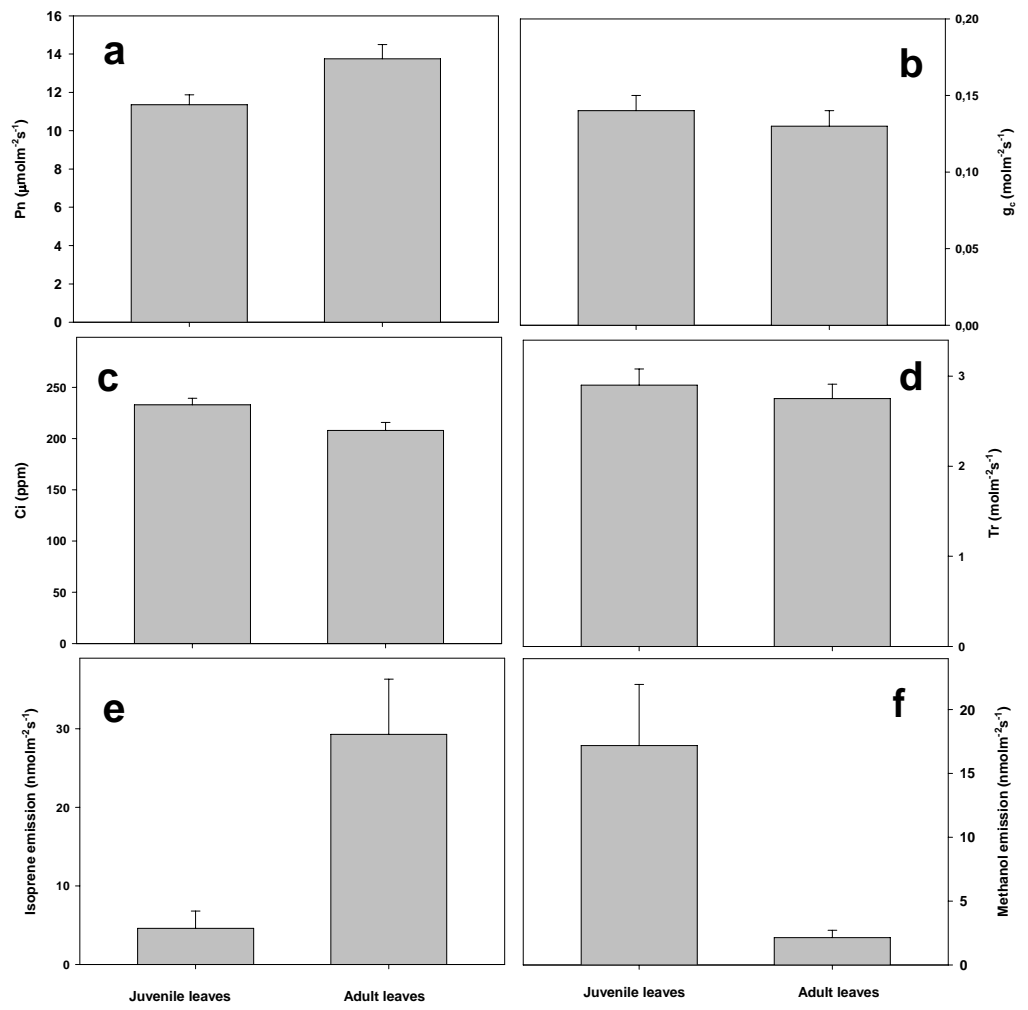 a
16
14
12
10
8
6
4
2
0
Pn (μmolm⁻²s⁻¹)
b
0,20
0,15
0,10
0,05
0,00
g꜀ (molm⁻²s⁻¹)
c
250
200
150
100
50
0
Ci (ppm)
d
3
2
1
0
Tr (molm⁻²s⁻¹)
e
30
20
10
0
Isoprene emission (nmolm⁻²s⁻¹)
Juvenile leaves
Adult leaves
f
20
15
10
5
0
Methanol emission (nmolm⁻²s⁻¹)
Juvenile leaves
Adult leaves